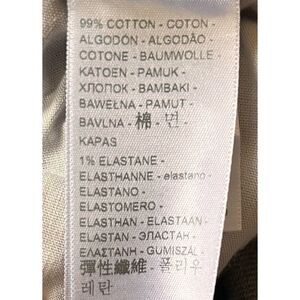 99% COTTON - COTON -
ALGODÓN - ALGODÃO -
COTONE - BAUMWOLLE -
KATOEN - PAMUK -
ХЛОПОК - BAMBAKI -
BAWEŁNA - PAMUT -
BAVLNA - 棉 - 면 -
KAPAS
1% ELASTANE -
ELASTHANNE - elastano -
ELASTANO -
ELASTOMERO -
ELASTHAN - ELASTAAN -
ELASTAN - ЭЛАСТАН -
ΕΛΑΣΤΑΝΗ - GUMISZÁL -
彈性纖維 - 폴리우
레탄